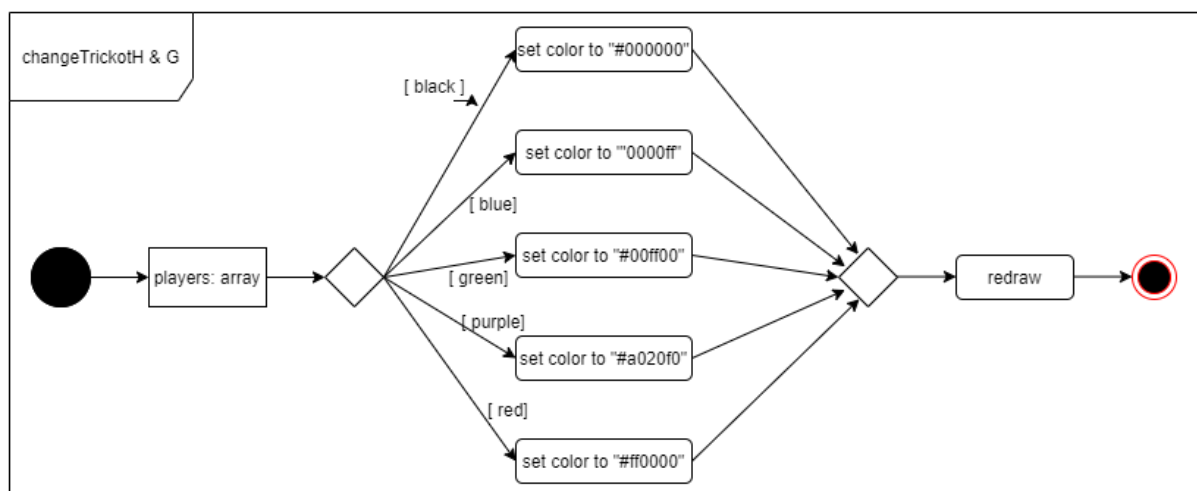 changeTrickotH & G
set color to "#000000"
[ black ]
set color to '"0000ff"
[ blue]
players: array
set color to "#00ff00"
[ green]
redraw
[ purple]
set color to "#a020f0"
[ red]
set color to "#ff0000"